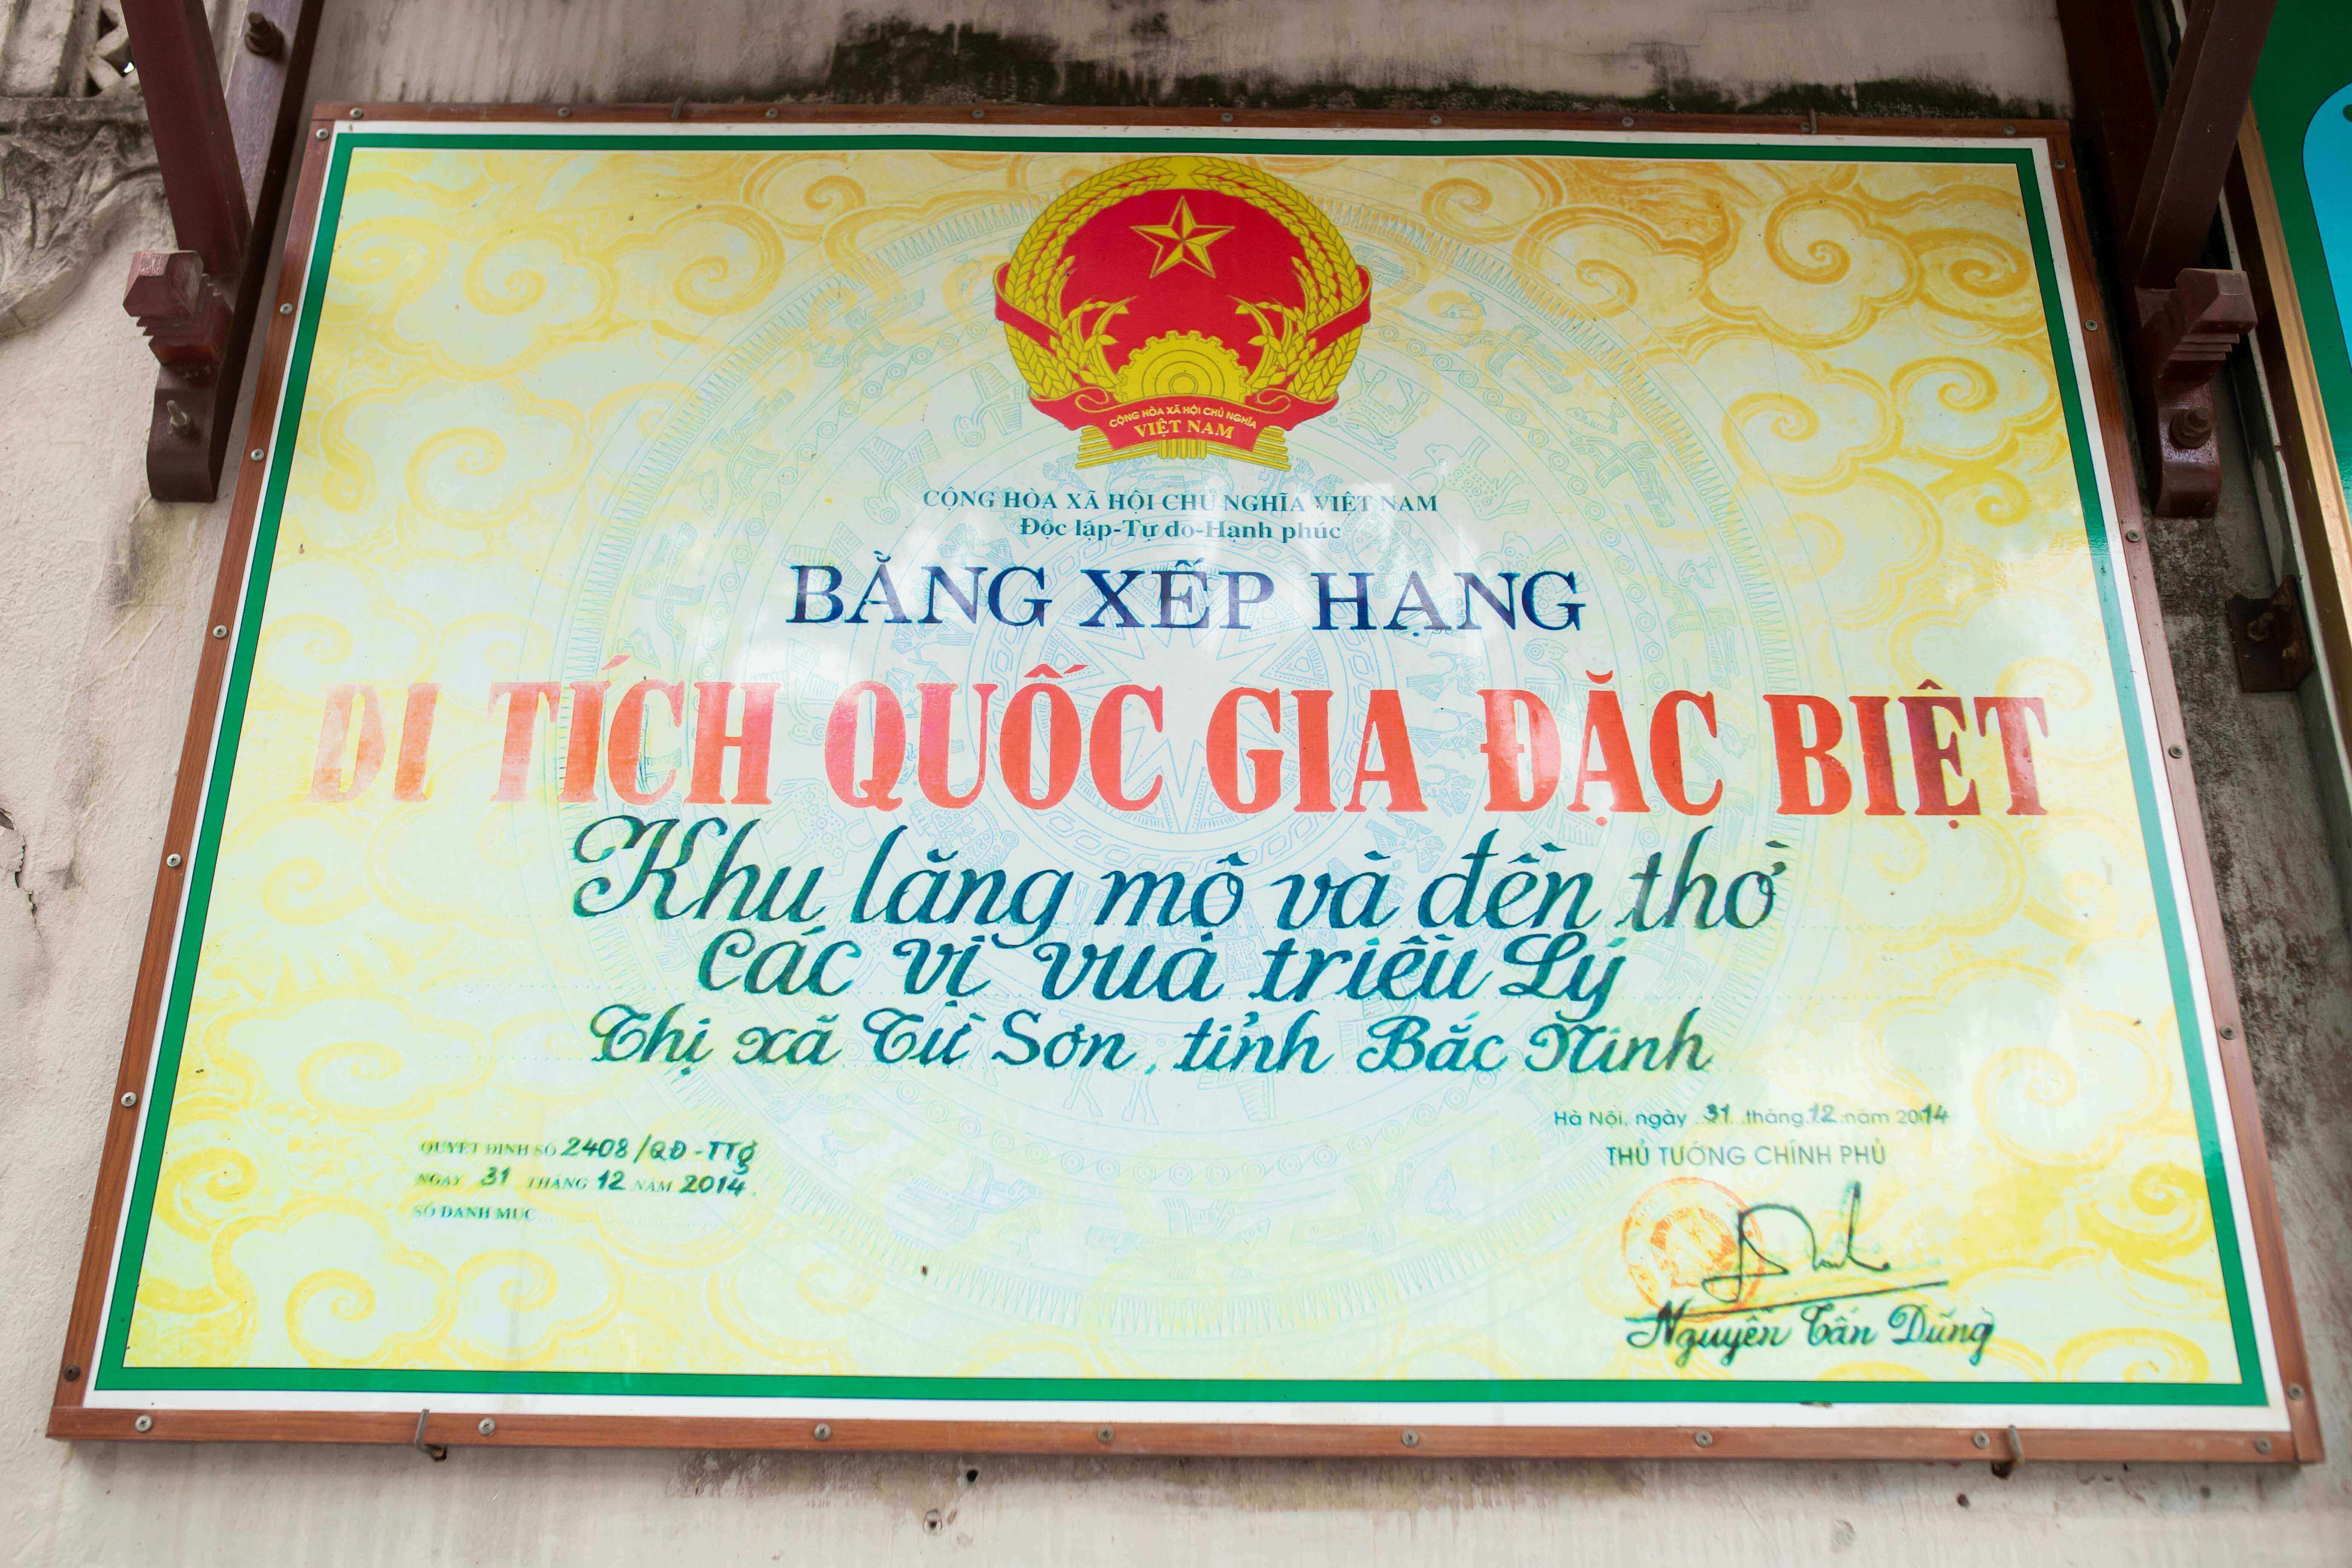 CỘNG HÒA XÃ HỘI CHỦ NGHĨA
VIỆT NAM
CỘNG HÒA XÃ HỘI CHỦ NGHĨA VIỆT NAM
Độc lập-Tự do-Hạnh phúc
BẰNG XẾP HẠNG
DI TÍCH QUỐC GIA ĐẶC BIỆT
Khu lăng mộ và đền thờ
các vị vua triều Lý
Thị xã Từ Sơn, tỉnh Bắc Ninh
Hà Nội, ngày 31 tháng 12 năm 2014
THỦ TƯỚNG CHÍNH PHỦ
QUYẾT ĐỊNH SỐ 2408/QĐ-TTg
NGÀY 31 THÁNG 12 NĂM 2014
SỐ DANH MỤC
Nguyễn Tấn Dũng